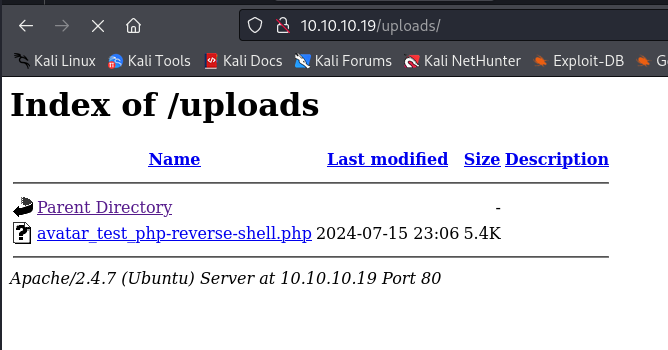 10.10.10.19/uploads/
Kali Linux Kali Tools Kali Docs Kali Forums Kali NetHunter Exploit-DB
Index of /uploads
Name Last modified Size Description
Parent Directory -
avatar_test_php-reverse-shell.php 2024-07-15 23:06 5.4K
Apache/2.4.7 (Ubuntu) Server at 10.10.10.19 Port 80